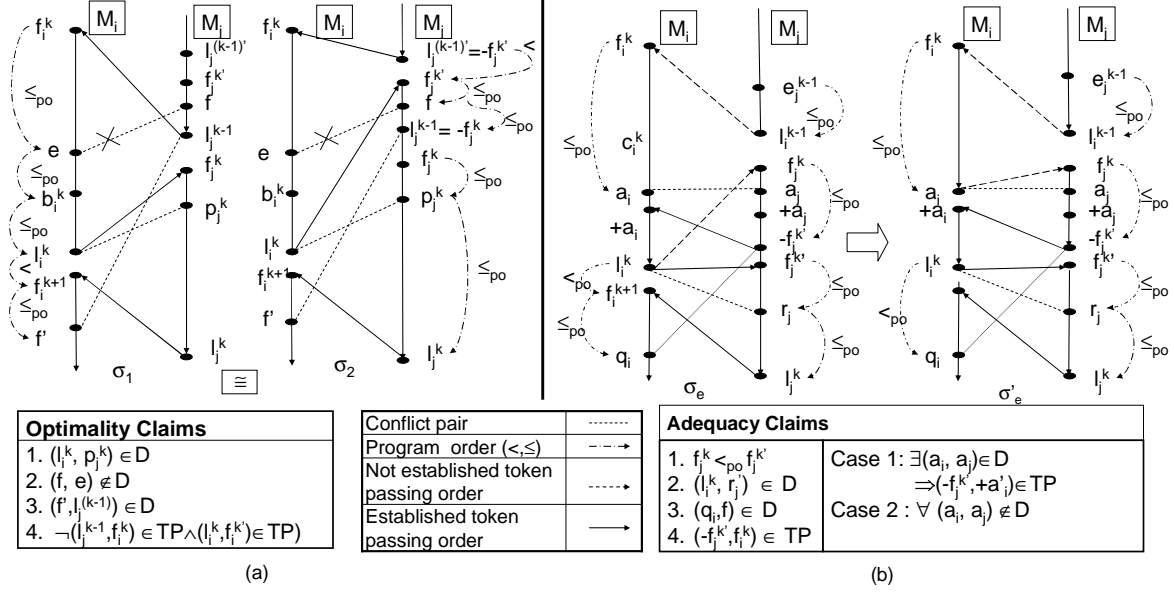 f_i^k
M_i
M_j
l_j^{(k-1)'}
f_j^{k'}
f
≤_po
l_j^{k-1}
e
f_j^k
≤_po
b_i^k
p_j^k
≤_po
l_i^k
<
f_i^{k+1}
≤_po
f'
l_j^k
σ_1
≅
f_i^k
M_i
M_j
l_j^{(k-1)'}=-f_j^{k'}
<
f_j^{k'}
≤_po
f
l_j^{k-1}=-f_j^k
≤_po
e
f_j^k
≤_po
b_i^k
p_j^k
l_i^k
≤_po
f_i^{k+1}
f'
l_j^k
σ_2
M_i
M_j
f_i^k
e_j^{k-1}
≤_po
l_i^{k-1}
c_i^k
≤_po
f_j^k
a_i
a_j
≤_po
+a_j
+a_i
-f_j^{k'}
l_i^k
f_j^{k'}
<_po
f_i^{k+1}
≤_po
r_j
≤_po
≤_po
q_i
l_j^k
σ_e
M_i
M_j
f_i^k
e_j^{k-1}
≤_po
l_i^{k-1}
≤_po
f_j^k
a_i
a_j
≤_po
+a_i
+a_j
-f_j^{k'}
l_i^k
f_j^{k'}
≤_po
<_po
r_j
≤_po
q_i
l_j^k
σ'_e
Optimality Claims
1. (l_i^k, p_j^k) ∈ D
2. (f, e) ∉ D
3. (f',l_j^{(k-1)}) ∈ D
4. ¬(l_j^{k-1},f_i^k) ∈ TP∧(l_i^k,f_i^{k'})∈ TP)
(a)
Conflict pair
Program order (<,≤)
Not established token
passing order
Established token
passing order
Adequacy Claims
1. f_j^k <_po f_j^{k'}
2. (l_i^k, r_j') ∈ D
3. (q_i,f) ∈ D
4. (-f_j^{k'},f_i^k) ∈ TP
Case 1: ∃(a_i, a_j)∈D
⇒(-f_j^{k'},+a'_i)∈TP
Case 2 : ∀ (a_i, a_j) ∉D
(b)